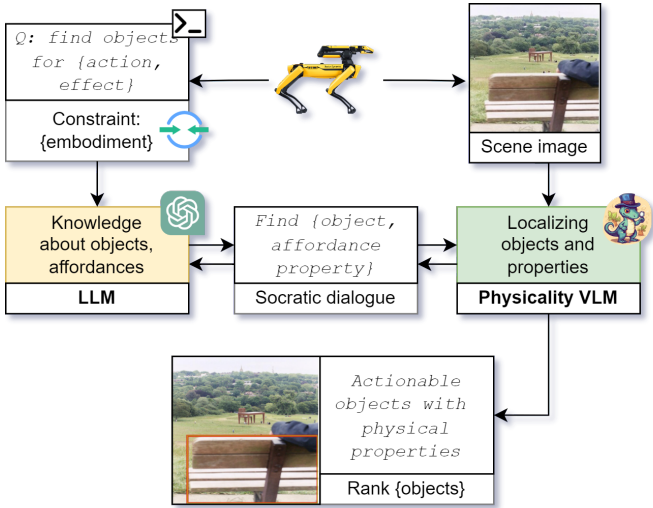 Q: find objects
for {action,
effect}
Constraint:
{embodiment}
Scene image
Knowledge
about objects,
affordances
LLM
Find {object,
affordance
property}
Socratic dialogue
Localizing
objects and
properties
Physicality VLM
Actionable
objects with
physical
properties
Rank {objects}